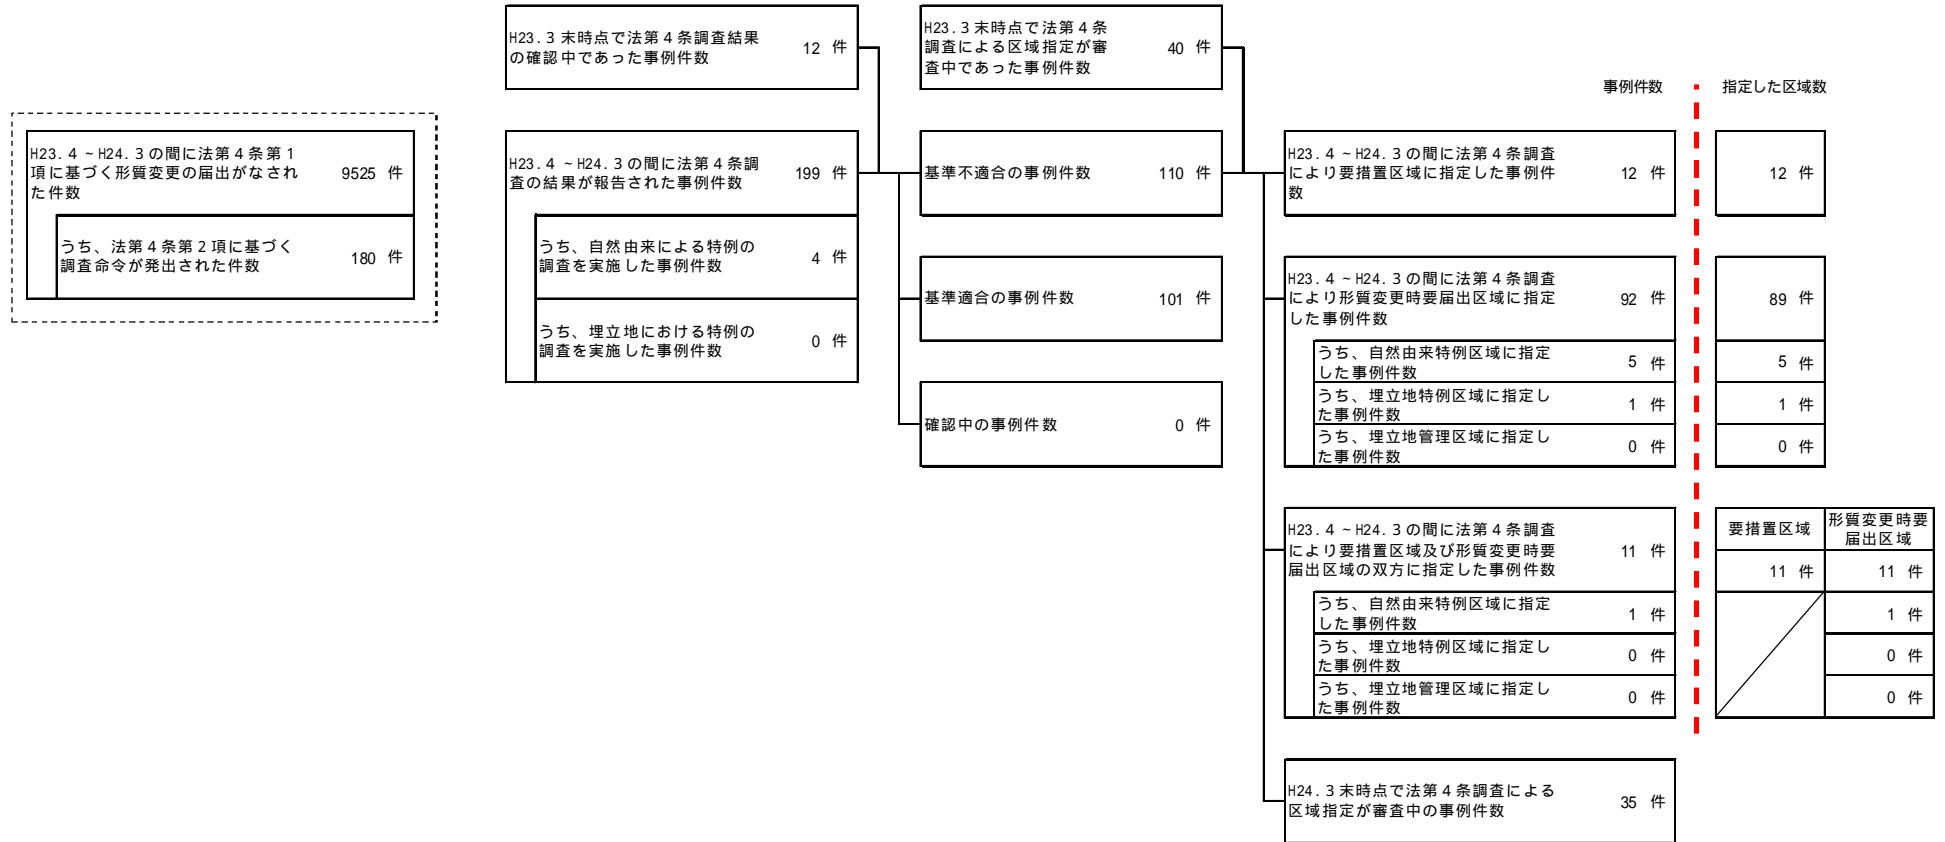 H23.3末時点で法第4条調査結果
の確認中であった事例件数
12 件
H23.3末時点で法第4条
調査による区域指定が審
査中であった事例件数
40 件
事例件数
指定した区域数
H23.4~H24.3の間に法第4条第1
項に基づく形質変更の届出がなされ
た件数
9525 件
うち、法第4条第2項に基づく
調査命令が発出された件数
180 件
H23.4~H24.3の間に法第4条調
査の結果が報告された事例件数
199 件
うち、自然由来による特例の
調査を実施した事例件数
4 件
うち、埋立地における特例の
調査を実施した事例件数
0 件
基準不適合の事例件数
110 件
基準適合の事例件数
101 件
確認中の事例件数
0 件
H23.4~H24.3の間に法第4条調査
により要措置区域に指定した事例件
数
12 件
12 件
H23.4~H24.3の間に法第4条調査
により形質変更時要届出区域に指定
した事例件数
92 件
89 件
うち、自然由来特例区域に指定
した事例件数
5 件
5 件
うち、埋立地特例区域に指定し
た事例件数
1 件
1 件
うち、埋立地管理区域に指定し
た事例件数
0 件
0 件
H23.4~H24.3の間に法第4条調査
により要措置区域及び形質変更時要
届出区域の双方に指定した事例件数
11 件
要措置区域
形質変更時要
届出区域
11 件
11 件
うち、自然由来特例区域に指定
した事例件数
1 件
1 件
うち、埋立地特例区域に指定し
た事例件数
0 件
0 件
うち、埋立地管理区域に指定し
た事例件数
0 件
0 件
H24.3末時点で法第4条調査による
区域指定が審査中の事例件数
35 件